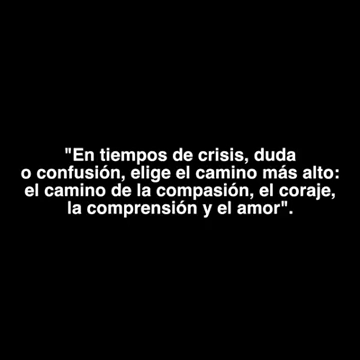 "En tiempos de crisis, duda
o confusión, elige el camino más alto:
el camino de la compasión, el coraje,
la comprensión y el amor".